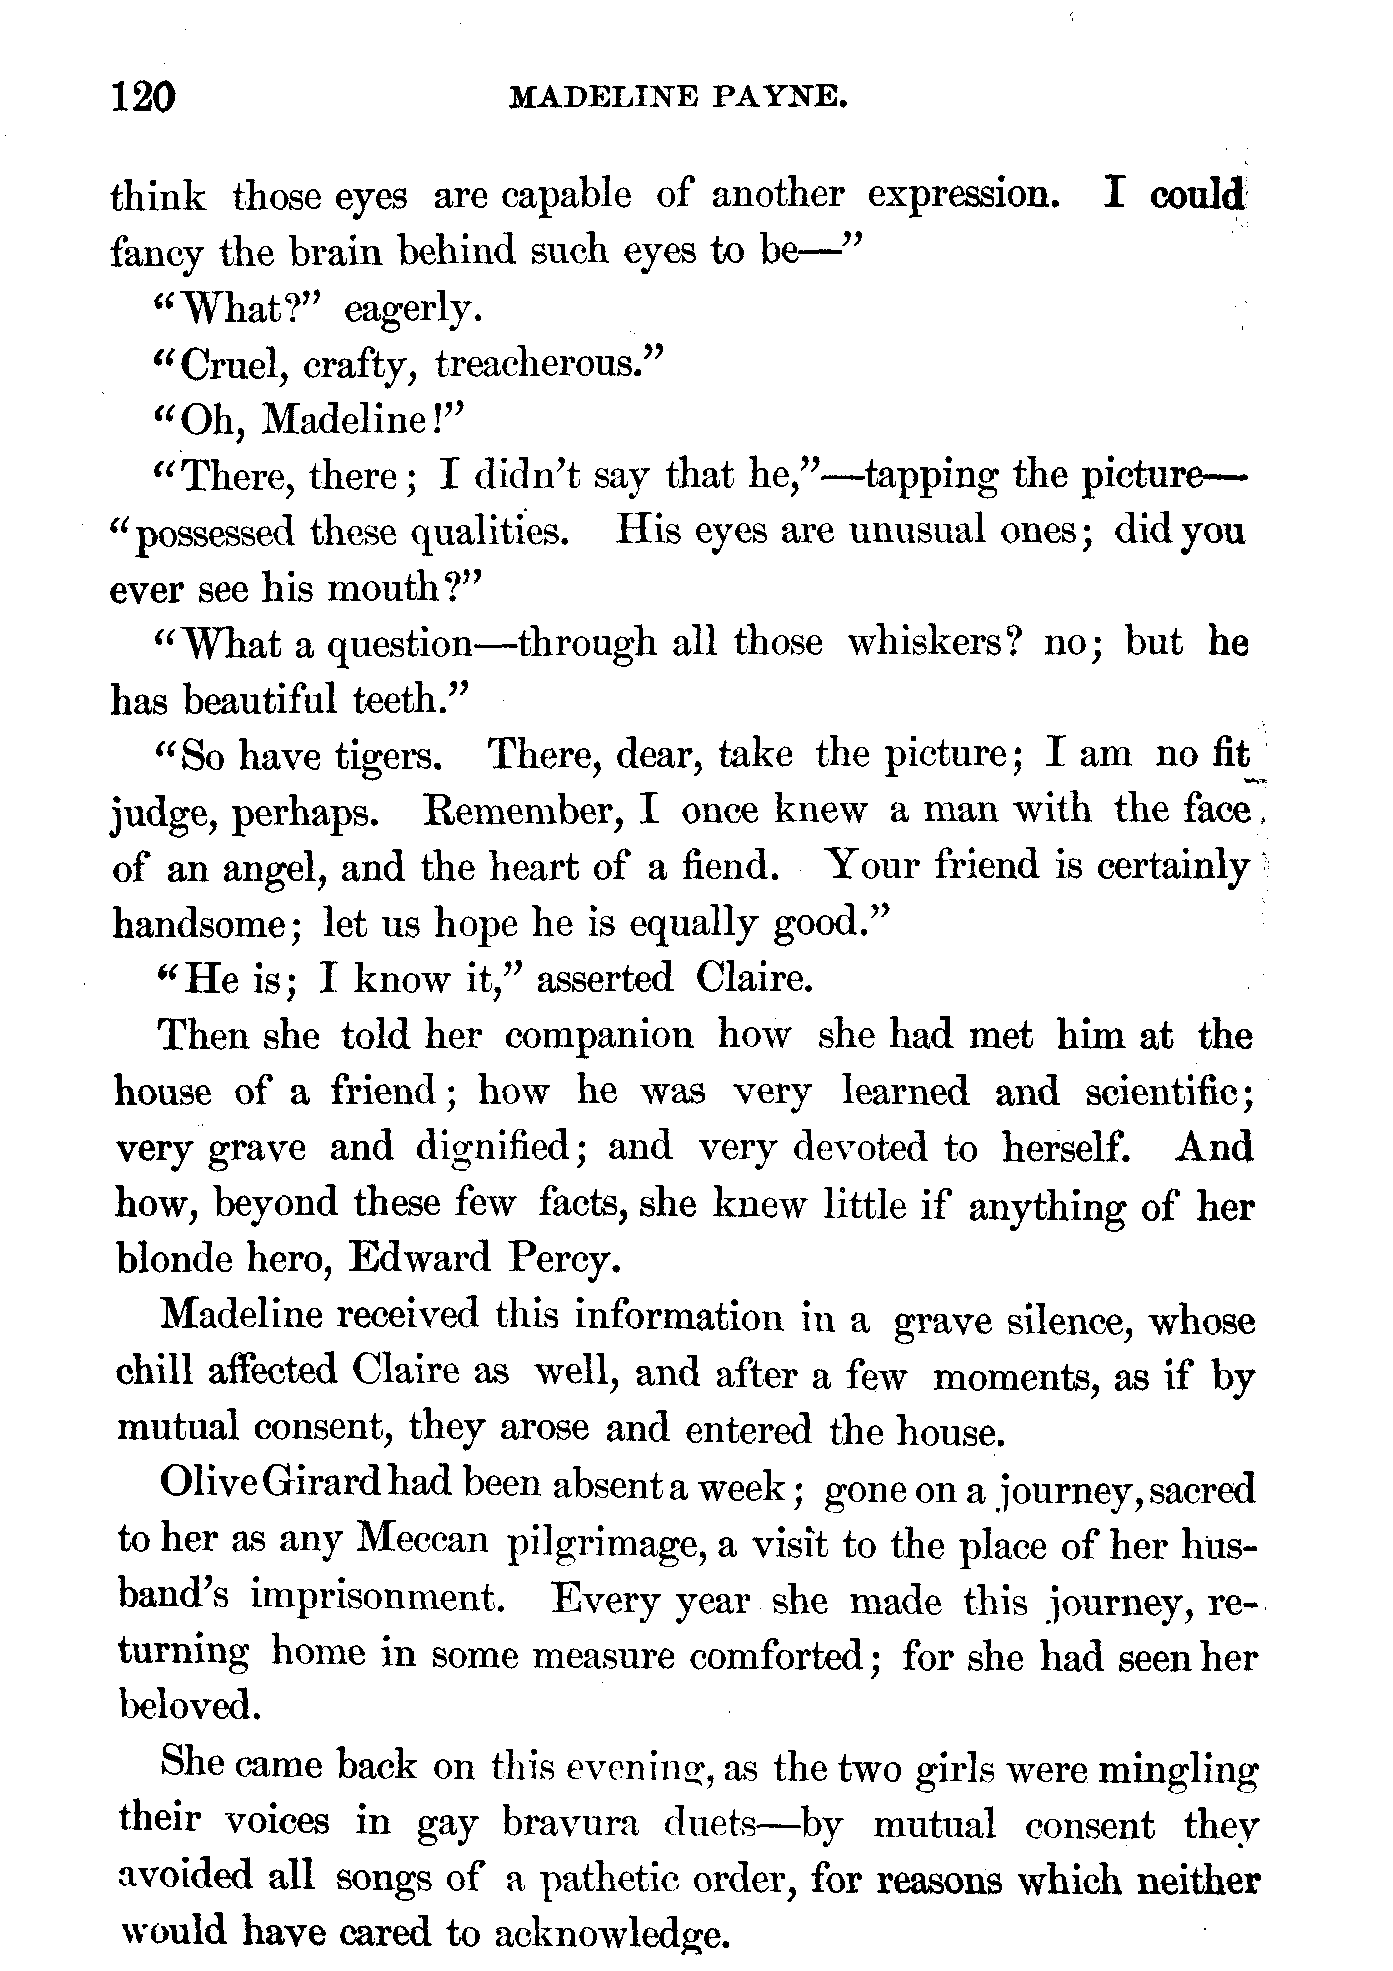 120 MADELINE PAYNE.
think those eyes are capable of another expression. I could
fancy the brain behind such eyes to be—”
“What?” eagerly.
“Cruel, crafty, treacherous.”
“Oh, Madeline!”
“There, there; I didn’t say that he,”—tapping the picture—
“possessed these qualities. His eyes are unusual ones; did you
ever see his mouth?”
“What a question—through all those whiskers? no; but he
has beautiful teeth.”
“So have tigers. There, dear, take the picture; I am no fit
judge, perhaps. Remember, I once knew a man with the face
of an angel, and the heart of a fiend. Your friend is certainly
handsome; let us hope he is equally good.”
“He is; I know it,” asserted Claire.
Then she told her companion how she had met him at the
house of a friend; how he was very learned and scientific;
very grave and dignified; and very devoted to herself. And
how, beyond these few facts, she knew little if anything of her
blonde hero, Edward Percy.
Madeline received this information in a grave silence, whose
chill affected Claire as well, and after a few moments, as if by
mutual consent, they arose and entered the house.
Olive Girard had been absent a week; gone on a journey, sacred
to her as any Meccan pilgrimage, a visit to the place of her hus-
band’s imprisonment. Every year she made this journey, re-
turning home in some measure comforted; for she had seen her
beloved.
She came back on this evening, as the two girls were mingling
their voices in gay bravura duets—by mutual consent they
avoided all songs of a pathetic order, for reasons which neither
would have cared to acknowledge.